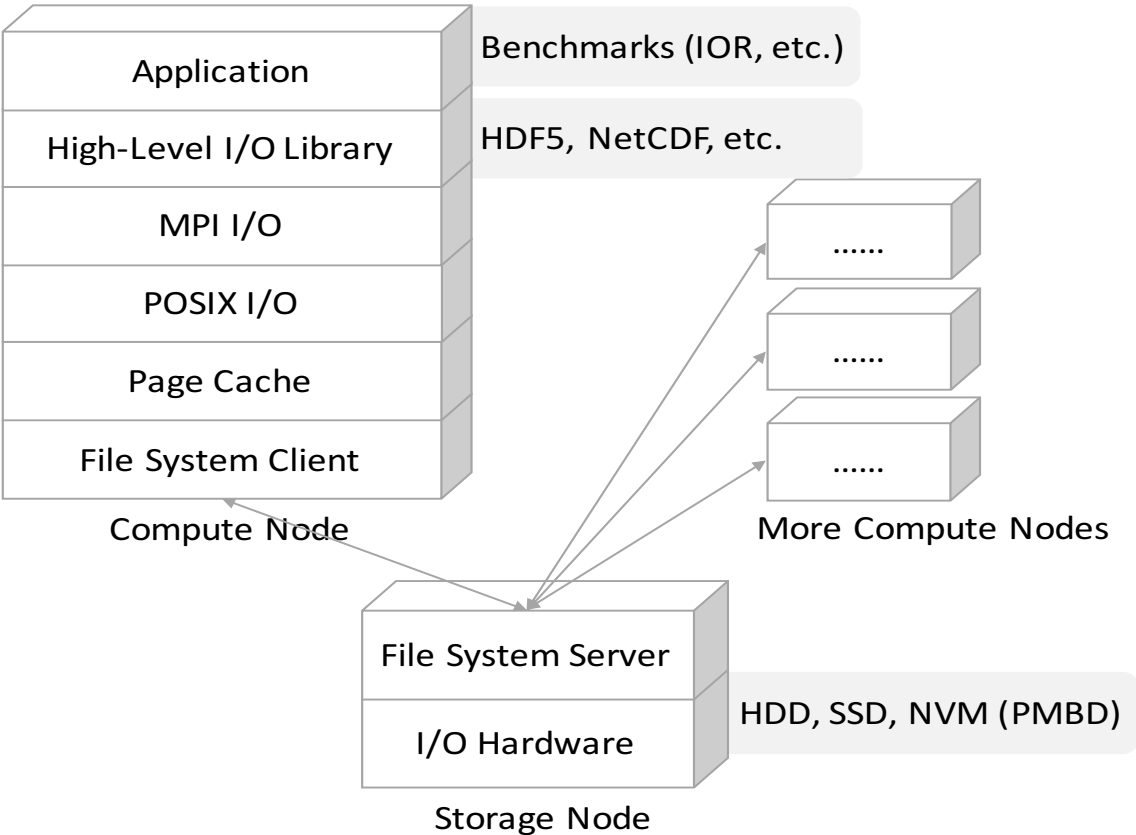 Application
Benchmarks (IOR, etc.)
High-Level I/O Library
HDF5, NetCDF, etc.
MPI I/O
POSIX I/O
Page Cache
File System Client
Compute Node
......
......
......
More Compute Nodes
File System Server
I/O Hardware
HDD, SSD, NVM (PMBD)
Storage Node